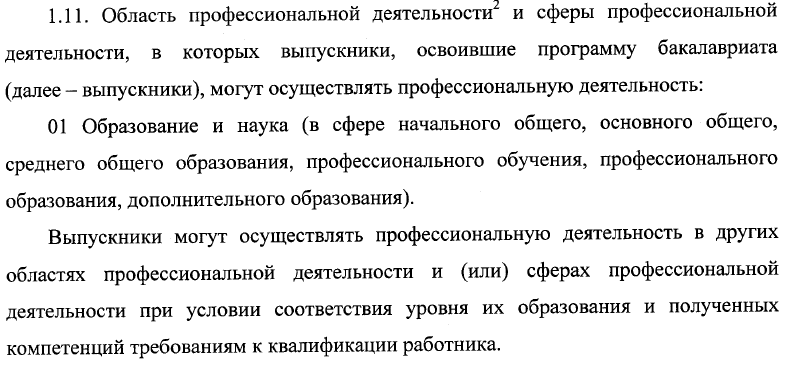 1.11. Область профессиональной деятельности² и сферы профессиональной
деятельности, в которых выпускники, освоившие программу бакалавриата
(далее – выпускники), могут осуществлять профессиональную деятельность:
01 Образование и наука (в сфере начального общего, основного общего,
среднего общего образования, профессионального обучения, профессионального
образования, дополнительного образования).
Выпускники могут осуществлять профессиональную деятельность в других
областях профессиональной деятельности и (или) сферах профессиональной
деятельности при условии соответствия уровня их образования и полученных
компетенций требованиям к квалификации работника.